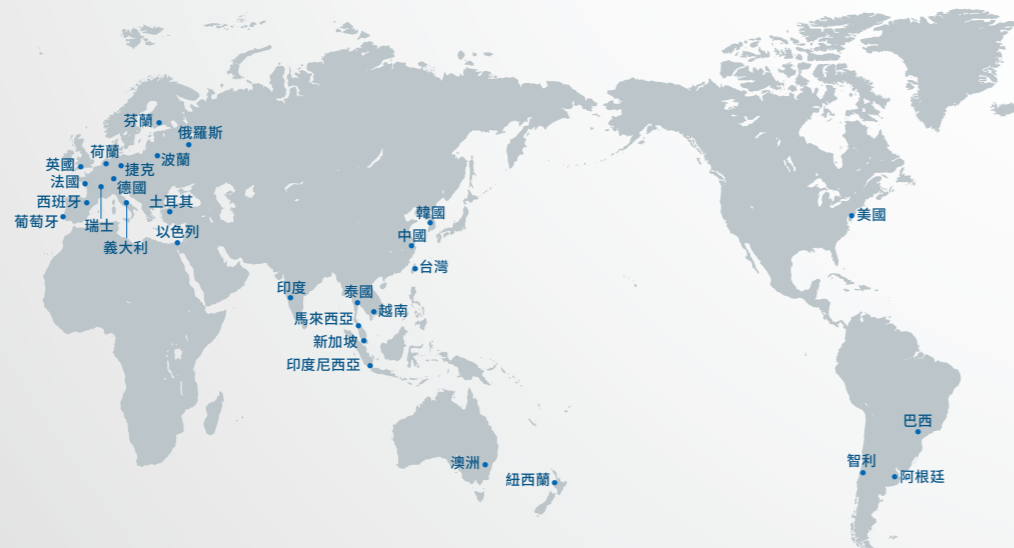 芬蘭
俄羅斯
荷蘭
波蘭
英國
捷克
法國
德國
西班牙
土耳其
葡萄牙
瑞士
以色列
義大利
韓國
中國
台灣
美國
印度
泰國
越南
馬來西亞
新加坡
印度尼西亞
巴西
澳洲
智利
紐西蘭
阿根廷